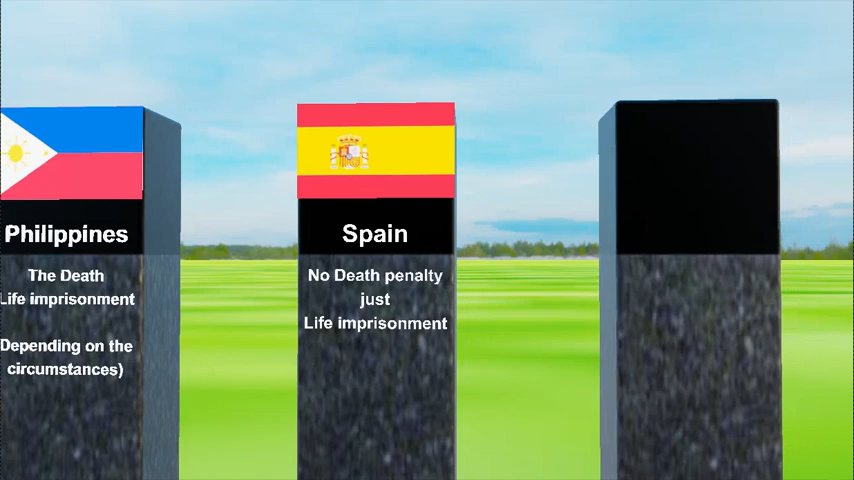 Philippines
The Death
Life imprisonment
Depending on the
circumstances)
Spain
No Death penalty
just
Life imprisonment